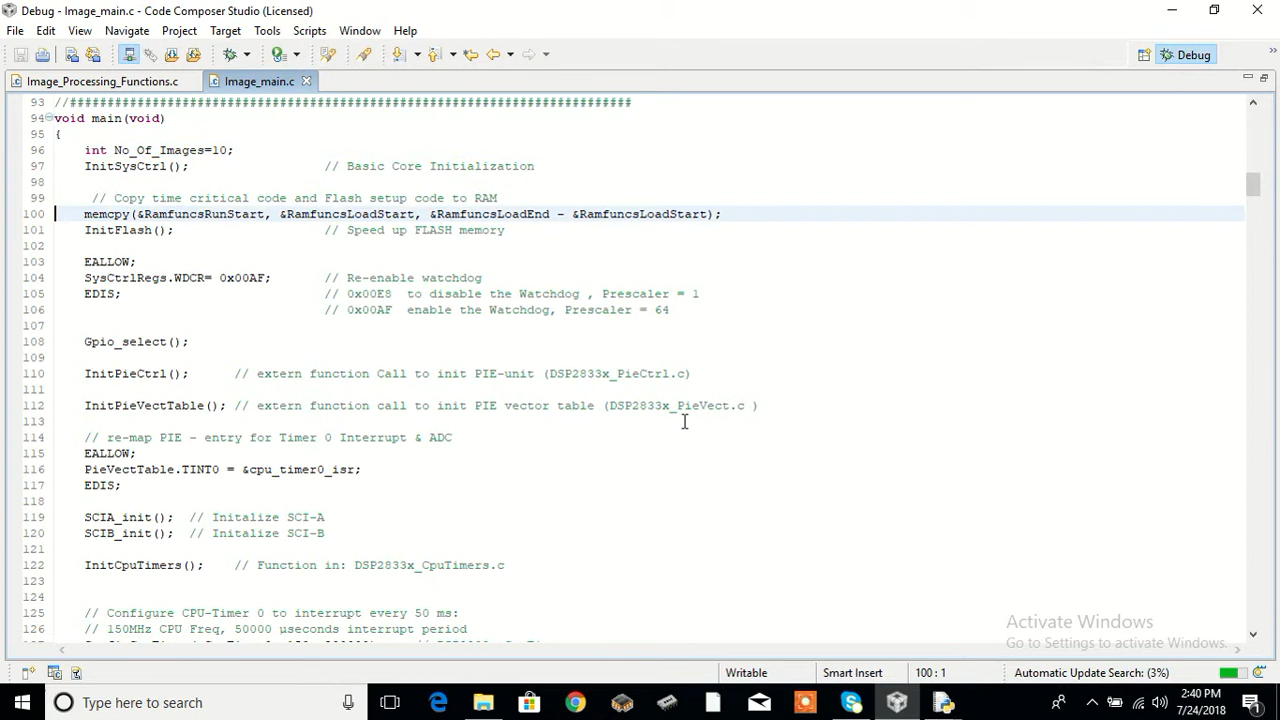 Debug - Image_main.c - Code Composer Studio (Licensed)
File Edit View Navigate Project Target Tools Scripts Window Help
Debug
Image_Processing_Functions.c
Image_main.c
93 //###########################################################################
94 void main(void)
95 {
96 int No_Of_Images=10;
97 InitSysCtrl(); // Basic Core Initialization
98
99 // Copy time critical code and Flash setup code to RAM
100 memcpy(&RamfuncsRunStart, &RamfuncsLoadStart, &RamfuncsLoadEnd - &RamfuncsLoadStart);
101 InitFlash(); // Speed up FLASH memory
102
103 EALLOW;
104 SysCtrlRegs.WDCR= 0x00AF; // Re-enable watchdog
105 EDIS; // 0x00E8 to disable the Watchdog , Prescaler = 1
106 // 0x00AF enable the Watchdog, Prescaler = 64
107
108 Gpio_select();
109
110 InitPieCtrl(); // extern function Call to init PIE-unit (DSP2833x_PieCtrl.c)
111
112 InitPieVectTable(); // extern function call to init PIE vector table (DSP2833x_PieVect.c )
113
114 // re-map PIE - entry for Timer 0 Interrupt & ADC
115 EALLOW;
116 PieVectTable.TINT0 = &cpu_timer0_isr;
117 EDIS;
118
119 SCIA_init(); // Initalize SCI-A
120 SCIB_init(); // Initalize SCI-B
121
122 InitCpuTimers(); // Function in: DSP2833x_CpuTimers.c
123
124
125 // Configure CPU-Timer 0 to interrupt every 50 ms:
126 // 150MHz CPU Freq, 50000 µseconds interrupt period
Activate Windows
Go to Settings to activate Windows.
Writable Smart Insert 100 : 1 Automatic Update Search: (3%)
Type here to search
2:40 PM
7/24/2018
1